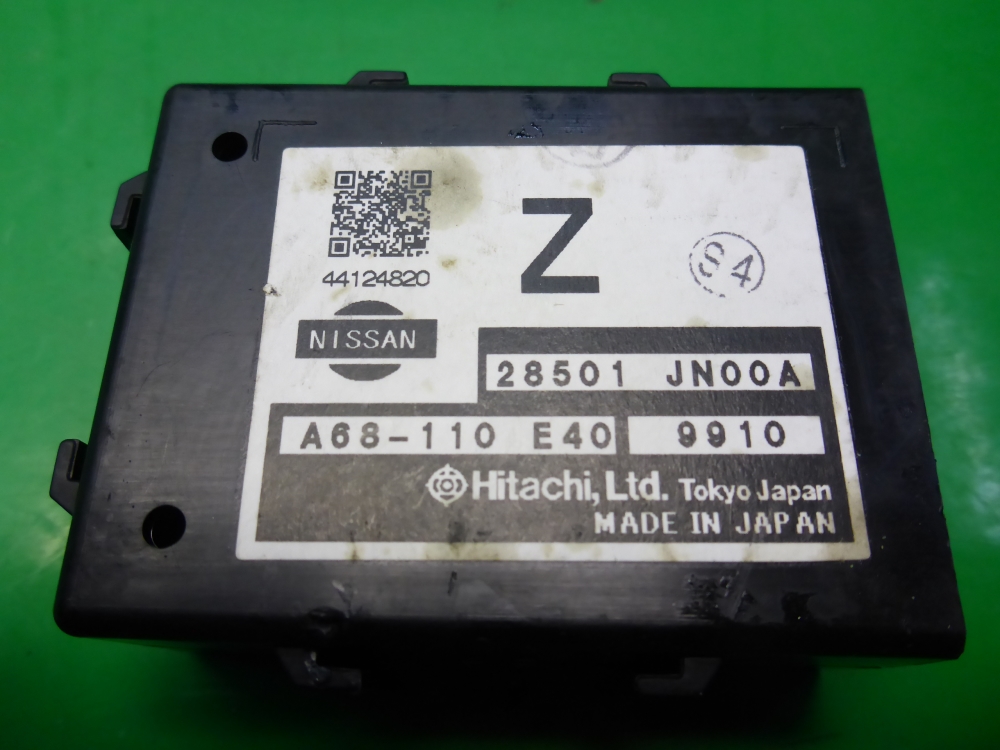 44124820
Z
S4
NISSAN
28501 JN00A
A68-110 E40 9910
Hitachi, Ltd. Tokyo Japan
MADE IN JAPAN